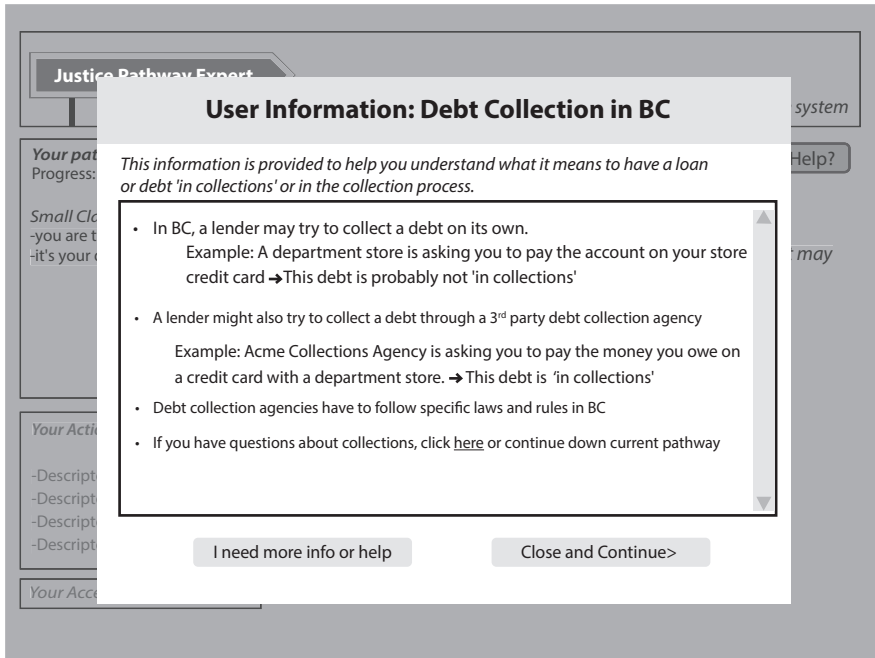 Justice Pathway Expert
User Information: Debt Collection in BC
system
Your pat
Progress:
Help?
This information is provided to help you understand what it means to have a loan
or debt 'in collections' or in the collection process.
Small Cla
-you are t
-it's your
may
• In BC, a lender may try to collect a debt on its own.
Example: A department store is asking you to pay the account on your store
credit card ➔This debt is probably not 'in collections'
• A lender might also try to collect a debt through a 3rd party debt collection agency
Example: Acme Collections Agency is asking you to pay the money you owe on
a credit card with a department store. ➔ This debt is 'in collections'
• Debt collection agencies have to follow specific laws and rules in BC
• If you have questions about collections, click here or continue down current pathway
Your Acti
-Descript
-Descript
-Descript
-Descript
I need more info or help
Close and Continue>
Your Acce